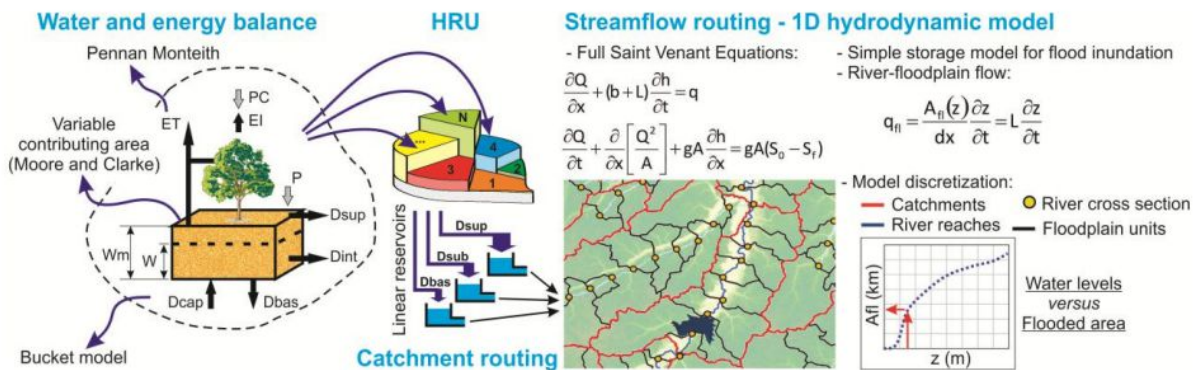 Water and energy balance
Pennan Monteith
Variable
contributing area
(Moore and Clarke)
ET
PC
EI
P
Dsup
Dint
Wm
W
Dcap
Dbas
Bucket model
HRU
N
...
4
3
2
1
Linear reservoirs
Dsup
Dsub
Dbas
Catchment routing
Streamflow routing - 1D hydrodynamic model
- Full Saint Venant Equations:
∂Q/∂x + (b+L) ∂h/∂t = q
∂Q/∂t + ∂/∂x [Q²/A] + gA ∂h/∂x = gA(S₀ − S_f)
- Simple storage model for flood inundation
- River-floodplain flow:
q_fl = A_fl(z)/dx ∂z/∂t = L ∂z/∂t
- Model discretization:
Catchments
River cross section
River reaches
Floodplain units
Afl (km)
z (m)
Water levels
versus
Flooded area